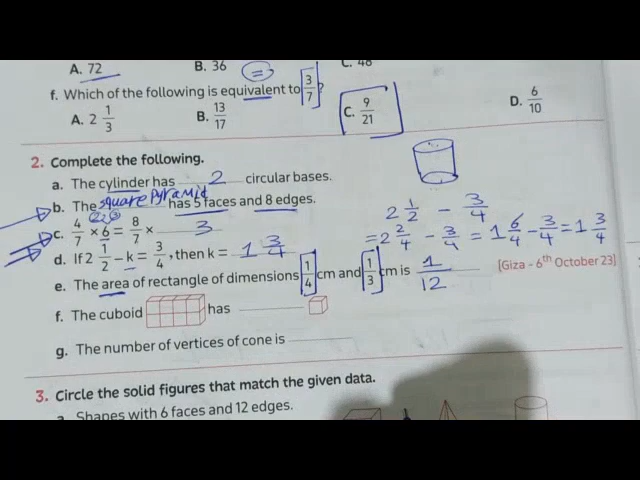 A. 72 B. 36 C. 48
=
f. Which of the following is equivalent to 3/7 ?
A. 2 1/3 B. 13/17 C. 9/21 D. 6/10
2. Complete the following.
a. The cylinder has 2 circular bases.
b. The square pyramid has 5 faces and 8 edges.
c. 4/7 × 6 = 8/7 × 3
2 1/2 - 3/4
= 2 2/4 - 3/4 = 1 6/4 - 3/4 = 1 3/4
d. If 2 1/2 - k = 3/4, then k = 1 3/4
e. The area of rectangle of dimensions 1/4 cm and 1/3 cm is 1/12 [Giza - 6th October 23]
f. The cuboid has
g. The number of vertices of cone is
3. Circle the solid figures that match the given data.
a. Shapes with 6 faces and 12 edges.